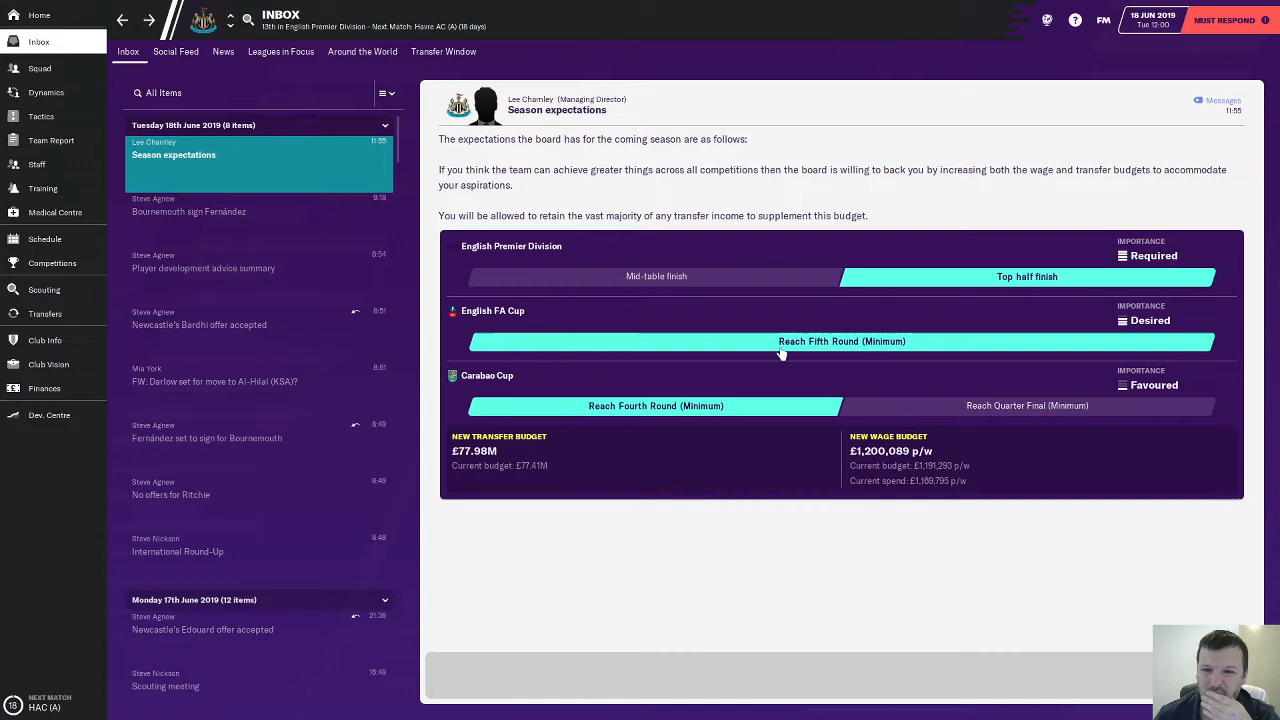 Home
INBOX
13th in English Premier Division - Next Match: Havre AC (A) (18 days)
?
FM
18 JUN 2019
Tue 12:00
MUST RESPOND
Inbox
Squad
Dynamics
Tactics
Team Report
Staff
Training
Medical Centre
Schedule
Competitions
Scouting
Transfers
Club Info
Club Vision
Finances
Dev. Centre
NEXT MATCH
18
HAC (A)
Inbox
Social Feed
News
Leagues in Focus
Around the World
Transfer Window
All Items
Tuesday 18th June 2019 (8 items)
Lee Charnley
11:55
Season expectations
Steve Agnew
9:18
Bournemouth sign Fernández
Steve Agnew
8:54
Player development advice summary
Steve Agnew
8:51
Newcastle's Bardhi offer accepted
Mia York
8:51
FW: Darlow set for move to Al-Hilal (KSA)?
Steve Agnew
8:49
Fernández set to sign for Bournemouth
Steve Agnew
8:49
No offers for Ritchie
Steve Nickson
8:48
International Round-Up
Monday 17th June 2019 (12 items)
Steve Agnew
21:36
Newcastle's Edouard offer accepted
Steve Nickson
16:49
Scouting meeting
Lee Charnley (Managing Director)
Season expectations
Messages
11:55
The expectations the board has for the coming season are as follows:
If you think the team can achieve greater things across all competitions then the board is willing to back you by increasing both the wage and transfer budgets to accommodate
your aspirations.
You will be allowed to retain the vast majority of any transfer income to supplement this budget.
English Premier Division
IMPORTANCE
Required
Mid-table finish
Top half finish
English FA Cup
IMPORTANCE
Desired
Reach Fifth Round (Minimum)
Carabao Cup
IMPORTANCE
Favoured
Reach Fourth Round (Minimum)
Reach Quarter Final (Minimum)
NEW TRANSFER BUDGET
£77.98M
Current budget: £77.41M
NEW WAGE BUDGET
£1,200,089 p/w
Current budget: £1,191,293 p/w
Current spend: £1,169,795 p/w